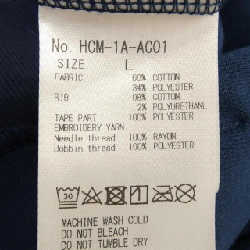 No. HCM-1A-AC01
SIZE L
FABRIC 66% COTTON
34% POLYESTER
RIB 98% COTTON
2% POLYURETHANE
TAPE PART 100% COTTON
EMBROIDERY YARN
Needle thread 100% RAYON
Bobbin thread 100% POLYESTER
MACHINE WASH COLD
DO NOT BLEACH
DO NOT TUMBLE DRY